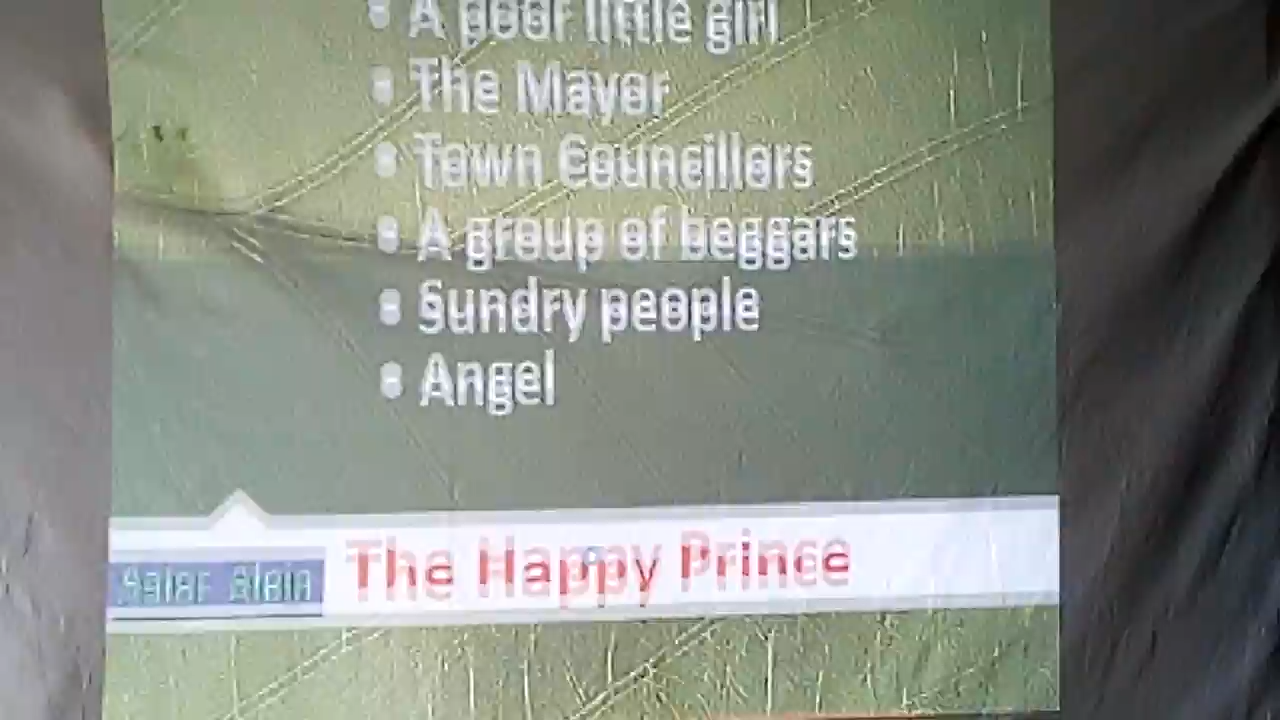 • A poor little girl
• The Mayor
• Town Councillors
• A group of beggars
• Sundry people
• Angel
The Happy Prince